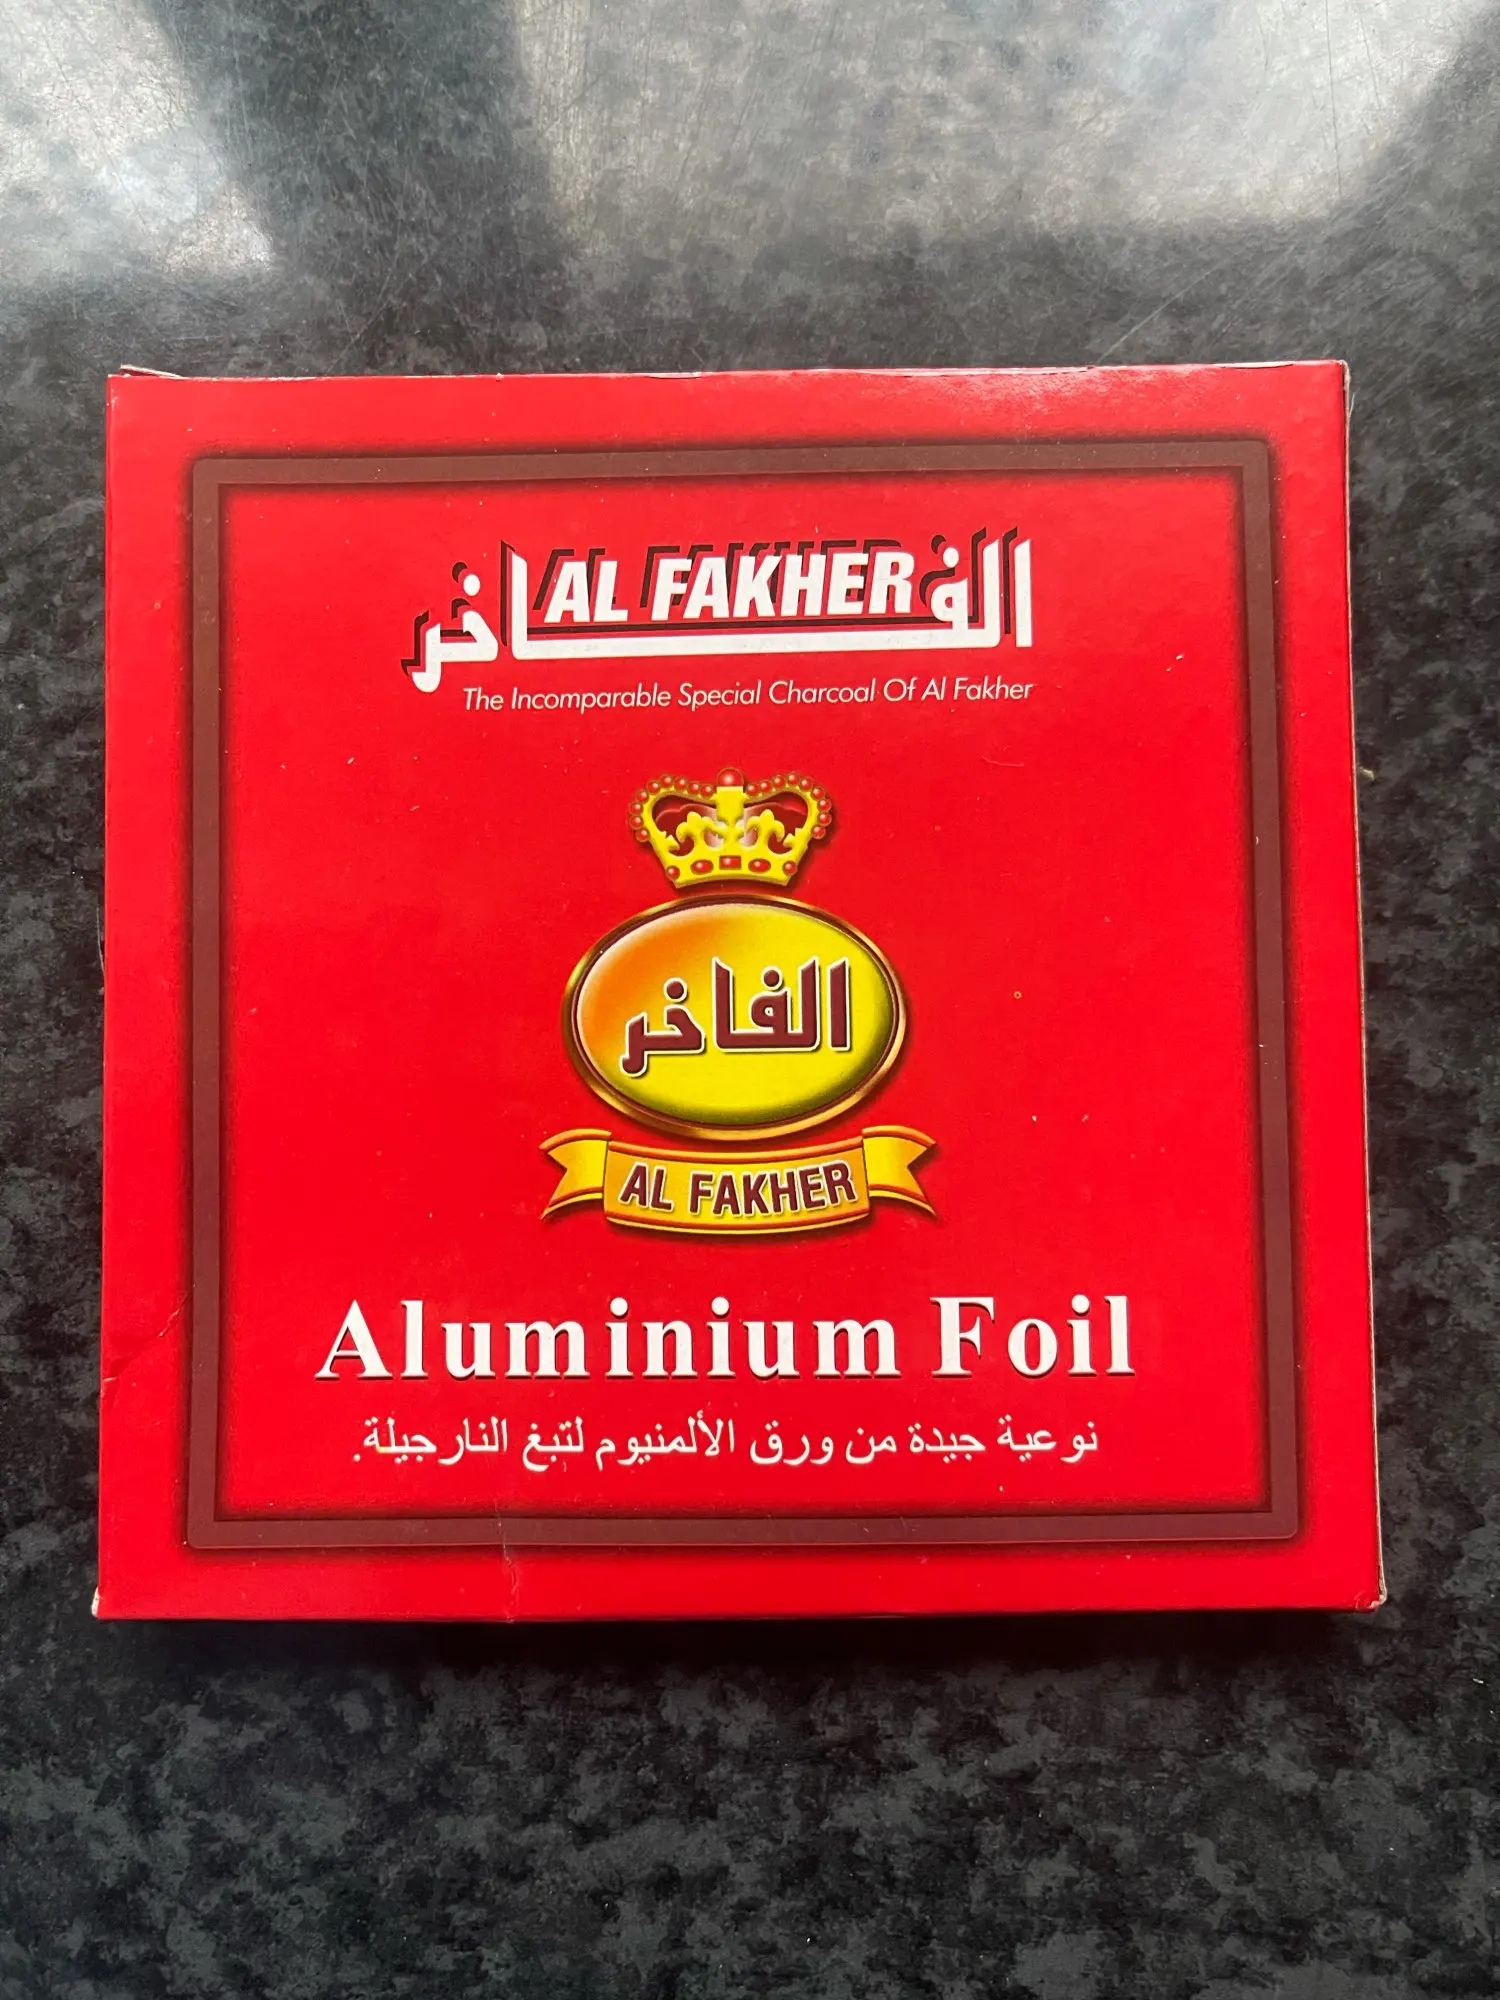 الفاخر
AL FAKHER
The Incomparable Special Charcoal Of Al Fakher
الفاخر
AL FAKHER
Aluminium Foil
نوعية جيدة من ورق الألمنيوم لتبغ النارجيلة.